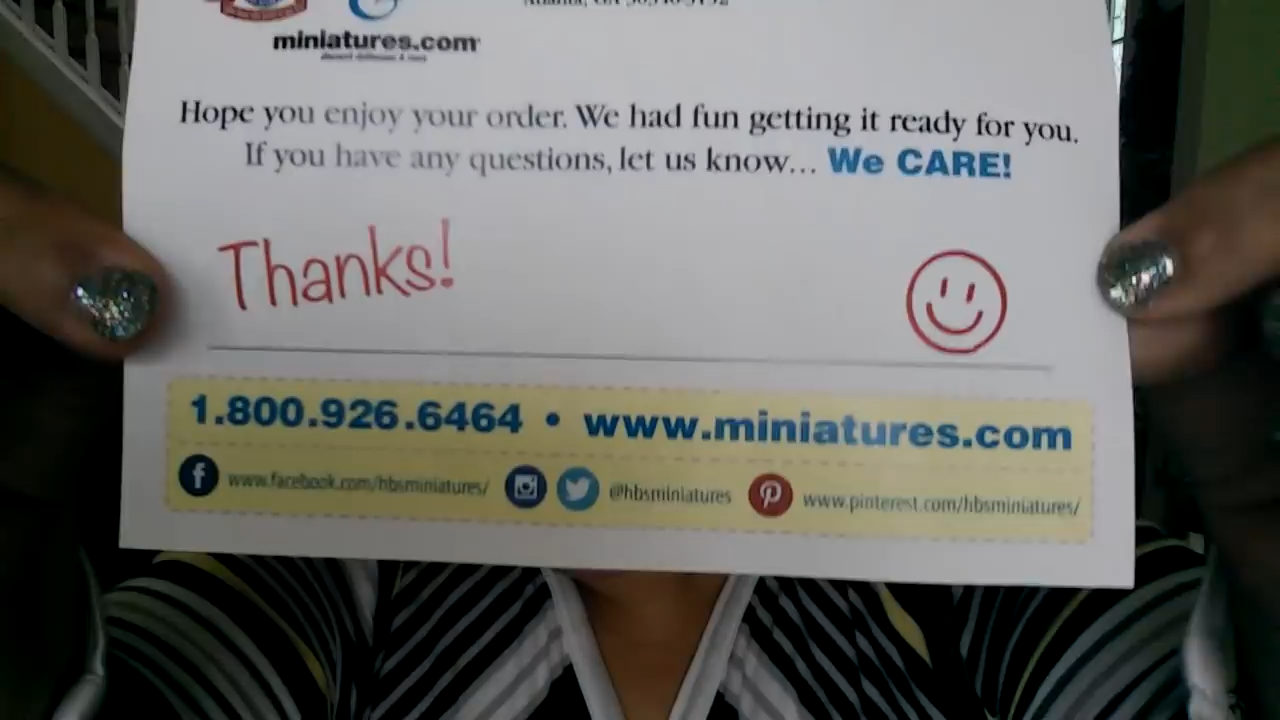 miniatures.com
Hope you enjoy your order. We had fun getting it ready for you.
If you have any questions, let us know... We CARE!
Thanks!
1.800.926.6464 • www.miniatures.com
www.facebook.com/hbsminiatures/ @hbsminiatures www.pinterest.com/hbsminiatures/